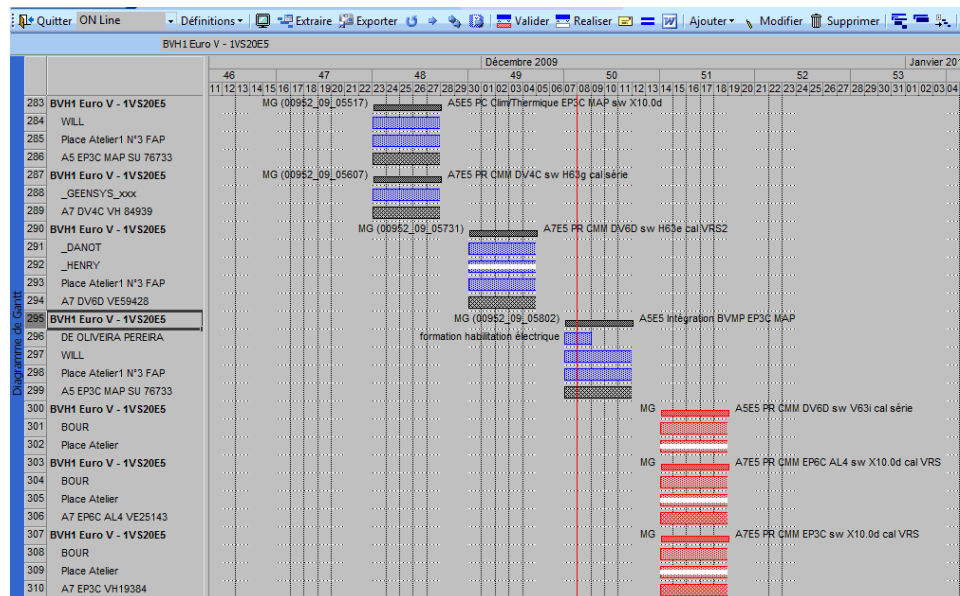 Quitter ON Line Définitions Extraire Exporter Valider Realiser Ajouter Modifier Supprimer
BVH1 Euro V - 1VS20E5
Décembre 2009 Janvier 20
46 47 48 49 50 51 52 53
11 12 13 14 15 16 17 18 19 20 21 22 23 24 25 26 27 28 29 30 01 02 03 04 05 06 07 08 09 10 11 12 13 14 15 16 17 18 19 20 21 22 23 24 25 26 27 28 29 30 31 01 02 03 04
283 BVH1 Euro V - 1VS20E5 MG (00952_09_05517) A5E5 PC Clim/Thermique EP3C MAP sw X10.0d
284 WILL
285 Place Atelier1 N°3 FAP
286 A5 EP3C MAP SU 76733
287 BVH1 Euro V - 1VS20E5 MG (00952_09_05607) A7E5 PR CMM DV4C sw H63g cal série
288 _GEENSYS_xxx
289 A7 DV4C VH 84939
290 BVH1 Euro V - 1VS20E5 MG (00952_09_05731) A7E5 PR CMM DV6D sw H63e cal VRS2
291 _DANOT
292 _HENRY
293 Place Atelier1 N°3 FAP
294 A7 DV6D VE59428
295 BVH1 Euro V - 1VS20E5 MG (00952_09_05802) A5E5 Intégration BVMP EP3C MAP
296 DE OLIVEIRA PEREIRA formation habilitation électrique
297 WILL
298 Place Atelier1 N°3 FAP
299 A5 EP3C MAP SU 76733
300 BVH1 Euro V - 1VS20E5 MG A5E5 PR CMM DV6D sw V63i cal série
301 BOUR
302 Place Atelier
303 BVH1 Euro V - 1VS20E5 MG A7E5 PR CMM EP6C AL4 sw X10.0d cal VRS
304 BOUR
305 Place Atelier
306 A7 EP6C AL4 VE25143
307 BVH1 Euro V - 1VS20E5 MG A7E5 PR CMM EP3C sw X10.0d cal VRS
308 BOUR
309 Place Atelier
310 A7 EP3C VH19384
Diagramme de Gantt